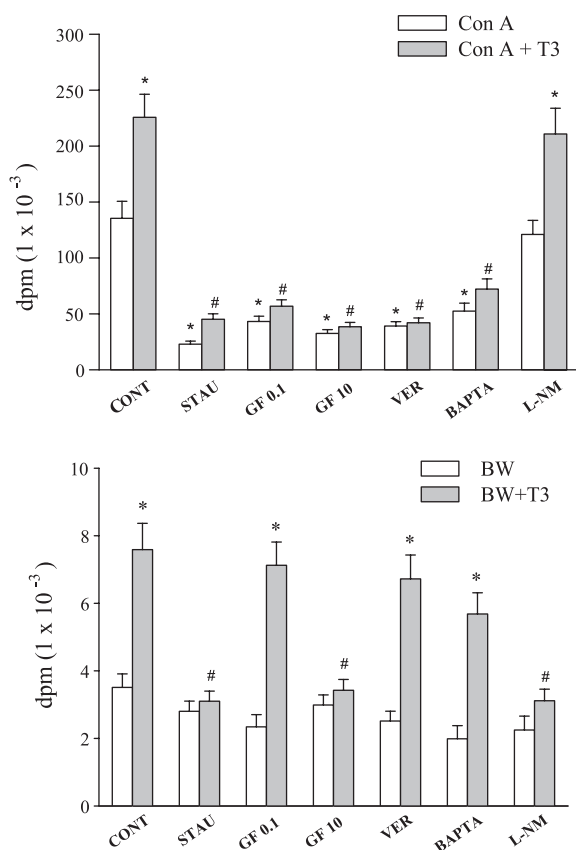 Con A
Con A + T3
dpm (1 x 10 -3 )
300
250
200
150
100
50
0
* * # * # * # * # * # *
CONT STAU GF 0.1 GF 10 VER BAPTA L-NM
BW
BW+T3
dpm (1 x 10 -3 )
10
8
6
4
2
0
* # * # * * #
CONT STAU GF 0.1 GF 10 VER BAPTA L-NM